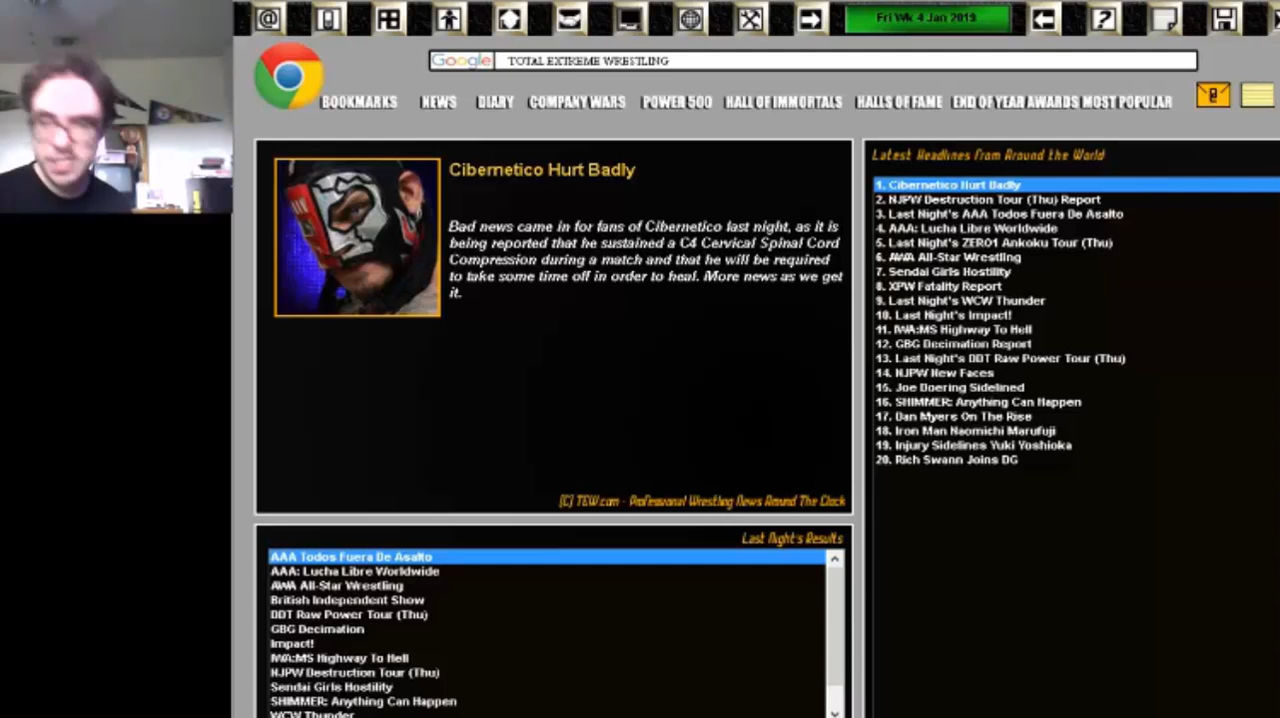 Fri Wk 4 Jan 2019
Google
TOTAL EXTREME WRESTLING
BOOKMARKS NEWS DIARY COMPANY WARS POWER 500 HALL OF IMMORTALS HALLS OF FAME END OF YEAR AWARDS MOST POPULAR
Cibernetico Hurt Badly
Bad news came in for fans of Cibernetico last night, as it is
being reported that he sustained a C4 Cervical Spinal Cord
Compression during a match and that he will be required
to take some time off in order to heal. More news as we get
it.
(C) TEW.com - Professional Wrestling News Around The Clock
Latest Headlines From Around the World
1. Cibernetico Hurt Badly
2. NJPW Destruction Tour (Thu) Report
3. Last Night's AAA Todos Fuera De Asalto
4. AAA: Lucha Libre Worldwide
5. Last Night's ZERO1 Ankoku Tour (Thu)
6. AWA All-Star Wrestling
7. Sendai Girls Hostility
8. XPW Fatality Report
9. Last Night's WCW Thunder
10. Last Night's Impact!
11. IWA:MS Highway To Hell
12. GBG Decimation Report
13. Last Night's DDT Raw Power Tour (Thu)
14. NJPW New Faces
15. Joe Doering Sidelined
16. SHIMMER: Anything Can Happen
17. Dan Myers On The Rise
18. Iron Man Naomichi Marufuji
19. Injury Sidelines Yuki Yoshioka
20. Rich Swann Joins DG
Last Night's Results
AAA Todos Fuera De Asalto
AAA: Lucha Libre Worldwide
AWA All-Star Wrestling
British Independent Show
DDT Raw Power Tour (Thu)
GBG Decimation
Impact!
IWA:MS Highway To Hell
NJPW Destruction Tour (Thu)
Sendai Girls Hostility
SHIMMER: Anything Can Happen
WCW Thunder